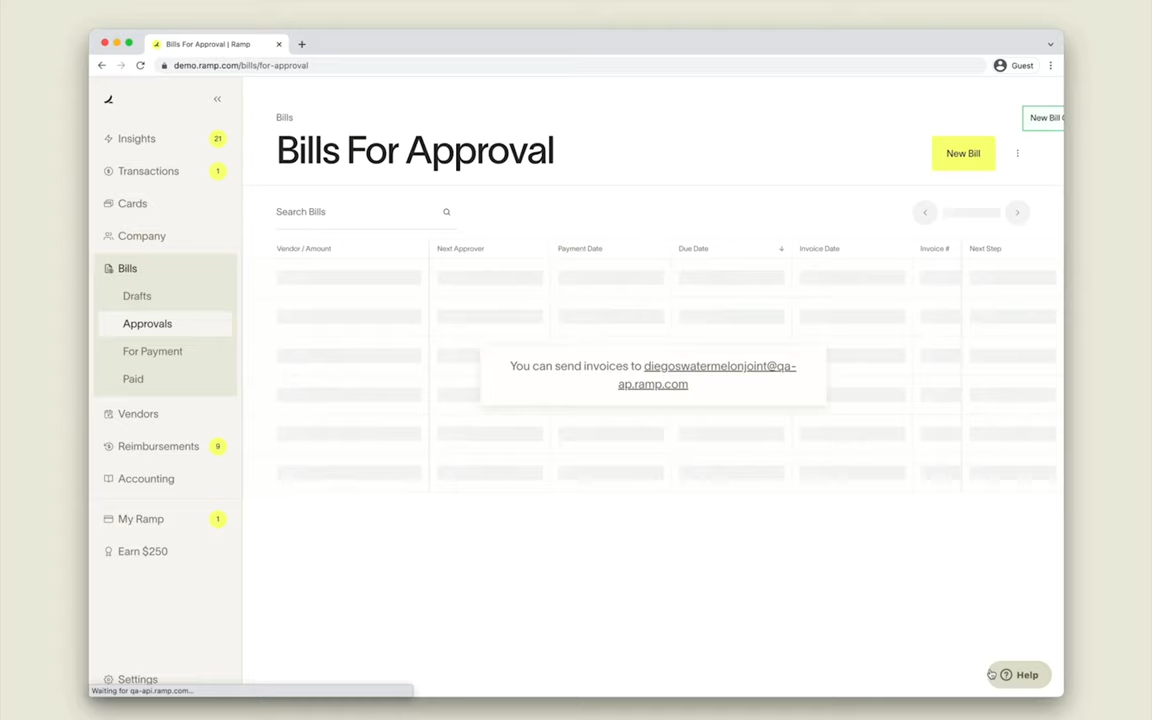 Bills For Approval | Ramp
demo.ramp.com/bills/for-approval
Guest
Insights 21
Transactions 1
Cards
Company
Bills
Drafts
Approvals
For Payment
Paid
Vendors
Reimbursements 9
Accounting
My Ramp 1
Earn $250
Settings
Waiting for qa-api.ramp.com...
Bills
New Bill
Bills For Approval
New Bill
Search Bills
Vendor / Amount Next Approver Payment Date Due Date Invoice Date Invoice # Next Step
You can send invoices to diegoswatermelonjoint@qa-
ap.ramp.com
Help